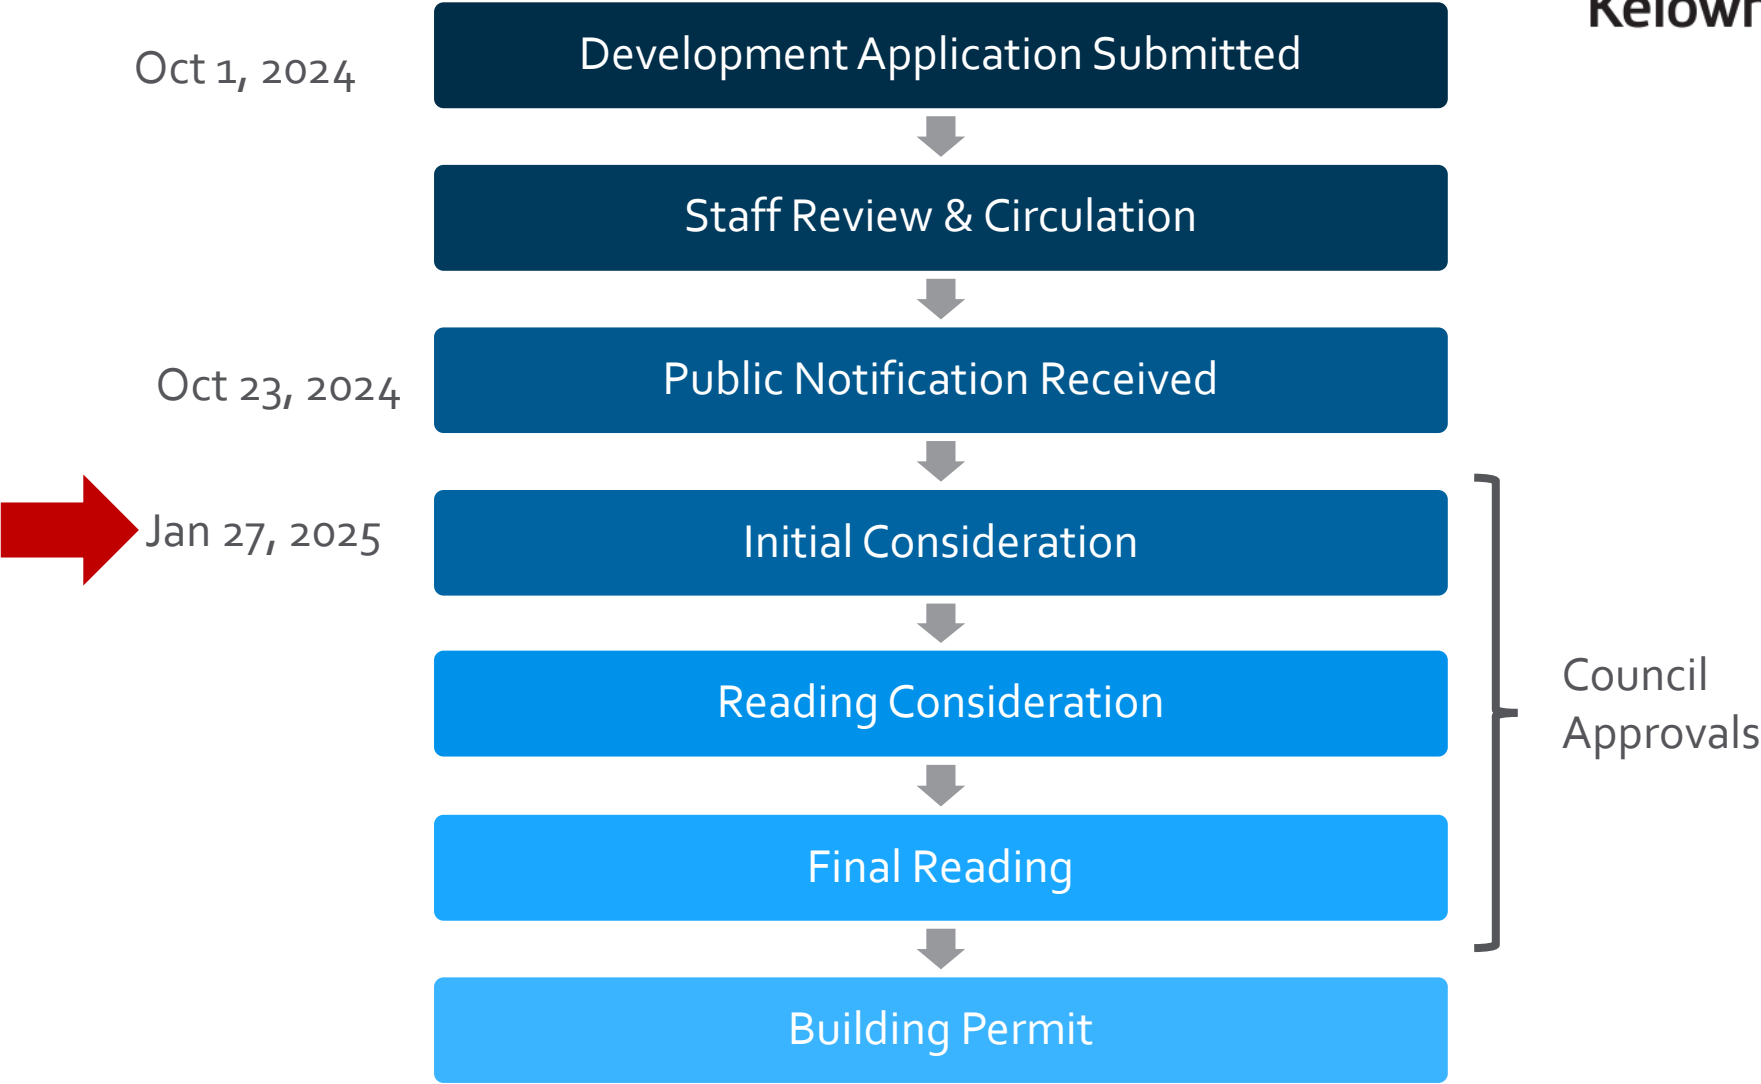 Oct 1, 2024
Development Application Submitted
Staff Review & Circulation
Oct 23, 2024
Public Notification Received
Jan 27, 2025
Initial Consideration
Reading Consideration
Council
Approvals
Final Reading
Building Permit